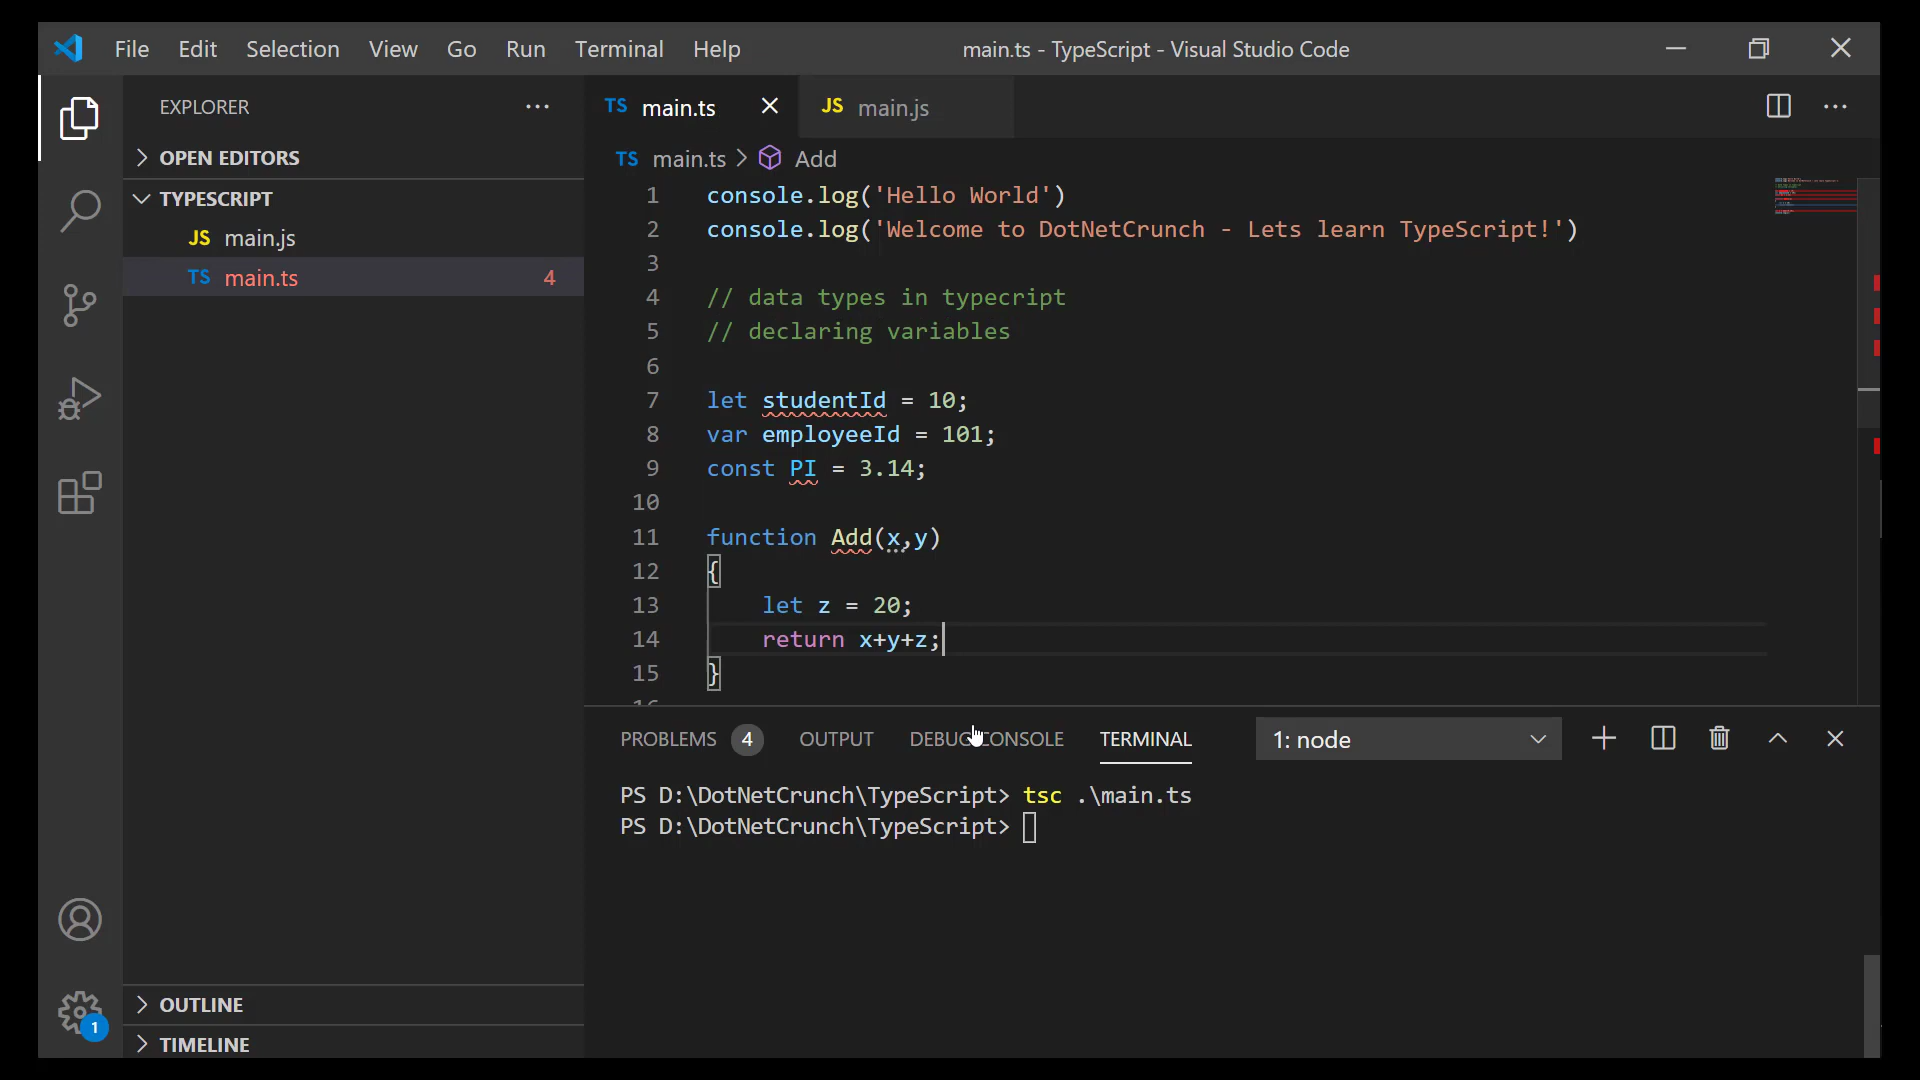 File Edit Selection View Go Run Terminal Help main.ts - TypeScript - Visual Studio Code
EXPLORER
OPEN EDITORS
TYPESCRIPT
JS main.js
TS main.ts 4
OUTLINE
TIMELINE
1
TS main.ts JS main.js
TS main.ts Add
1 console.log('Hello World')
2 console.log('Welcome to DotNetCrunch - Lets learn TypeScript!')
3
4 // data types in typecript
5 // declaring variables
6
7 let studentId = 10;
8 var employeeId = 101;
9 const PI = 3.14;
10
11 function Add(x,y)
12 {
13 let z = 20;
14 return x+y+z;
15 }
PROBLEMS 4 OUTPUT DEBUG CONSOLE TERMINAL 1: node
PS D:\DotNetCrunch\TypeScript> tsc .\main.ts
PS D:\DotNetCrunch\TypeScript>